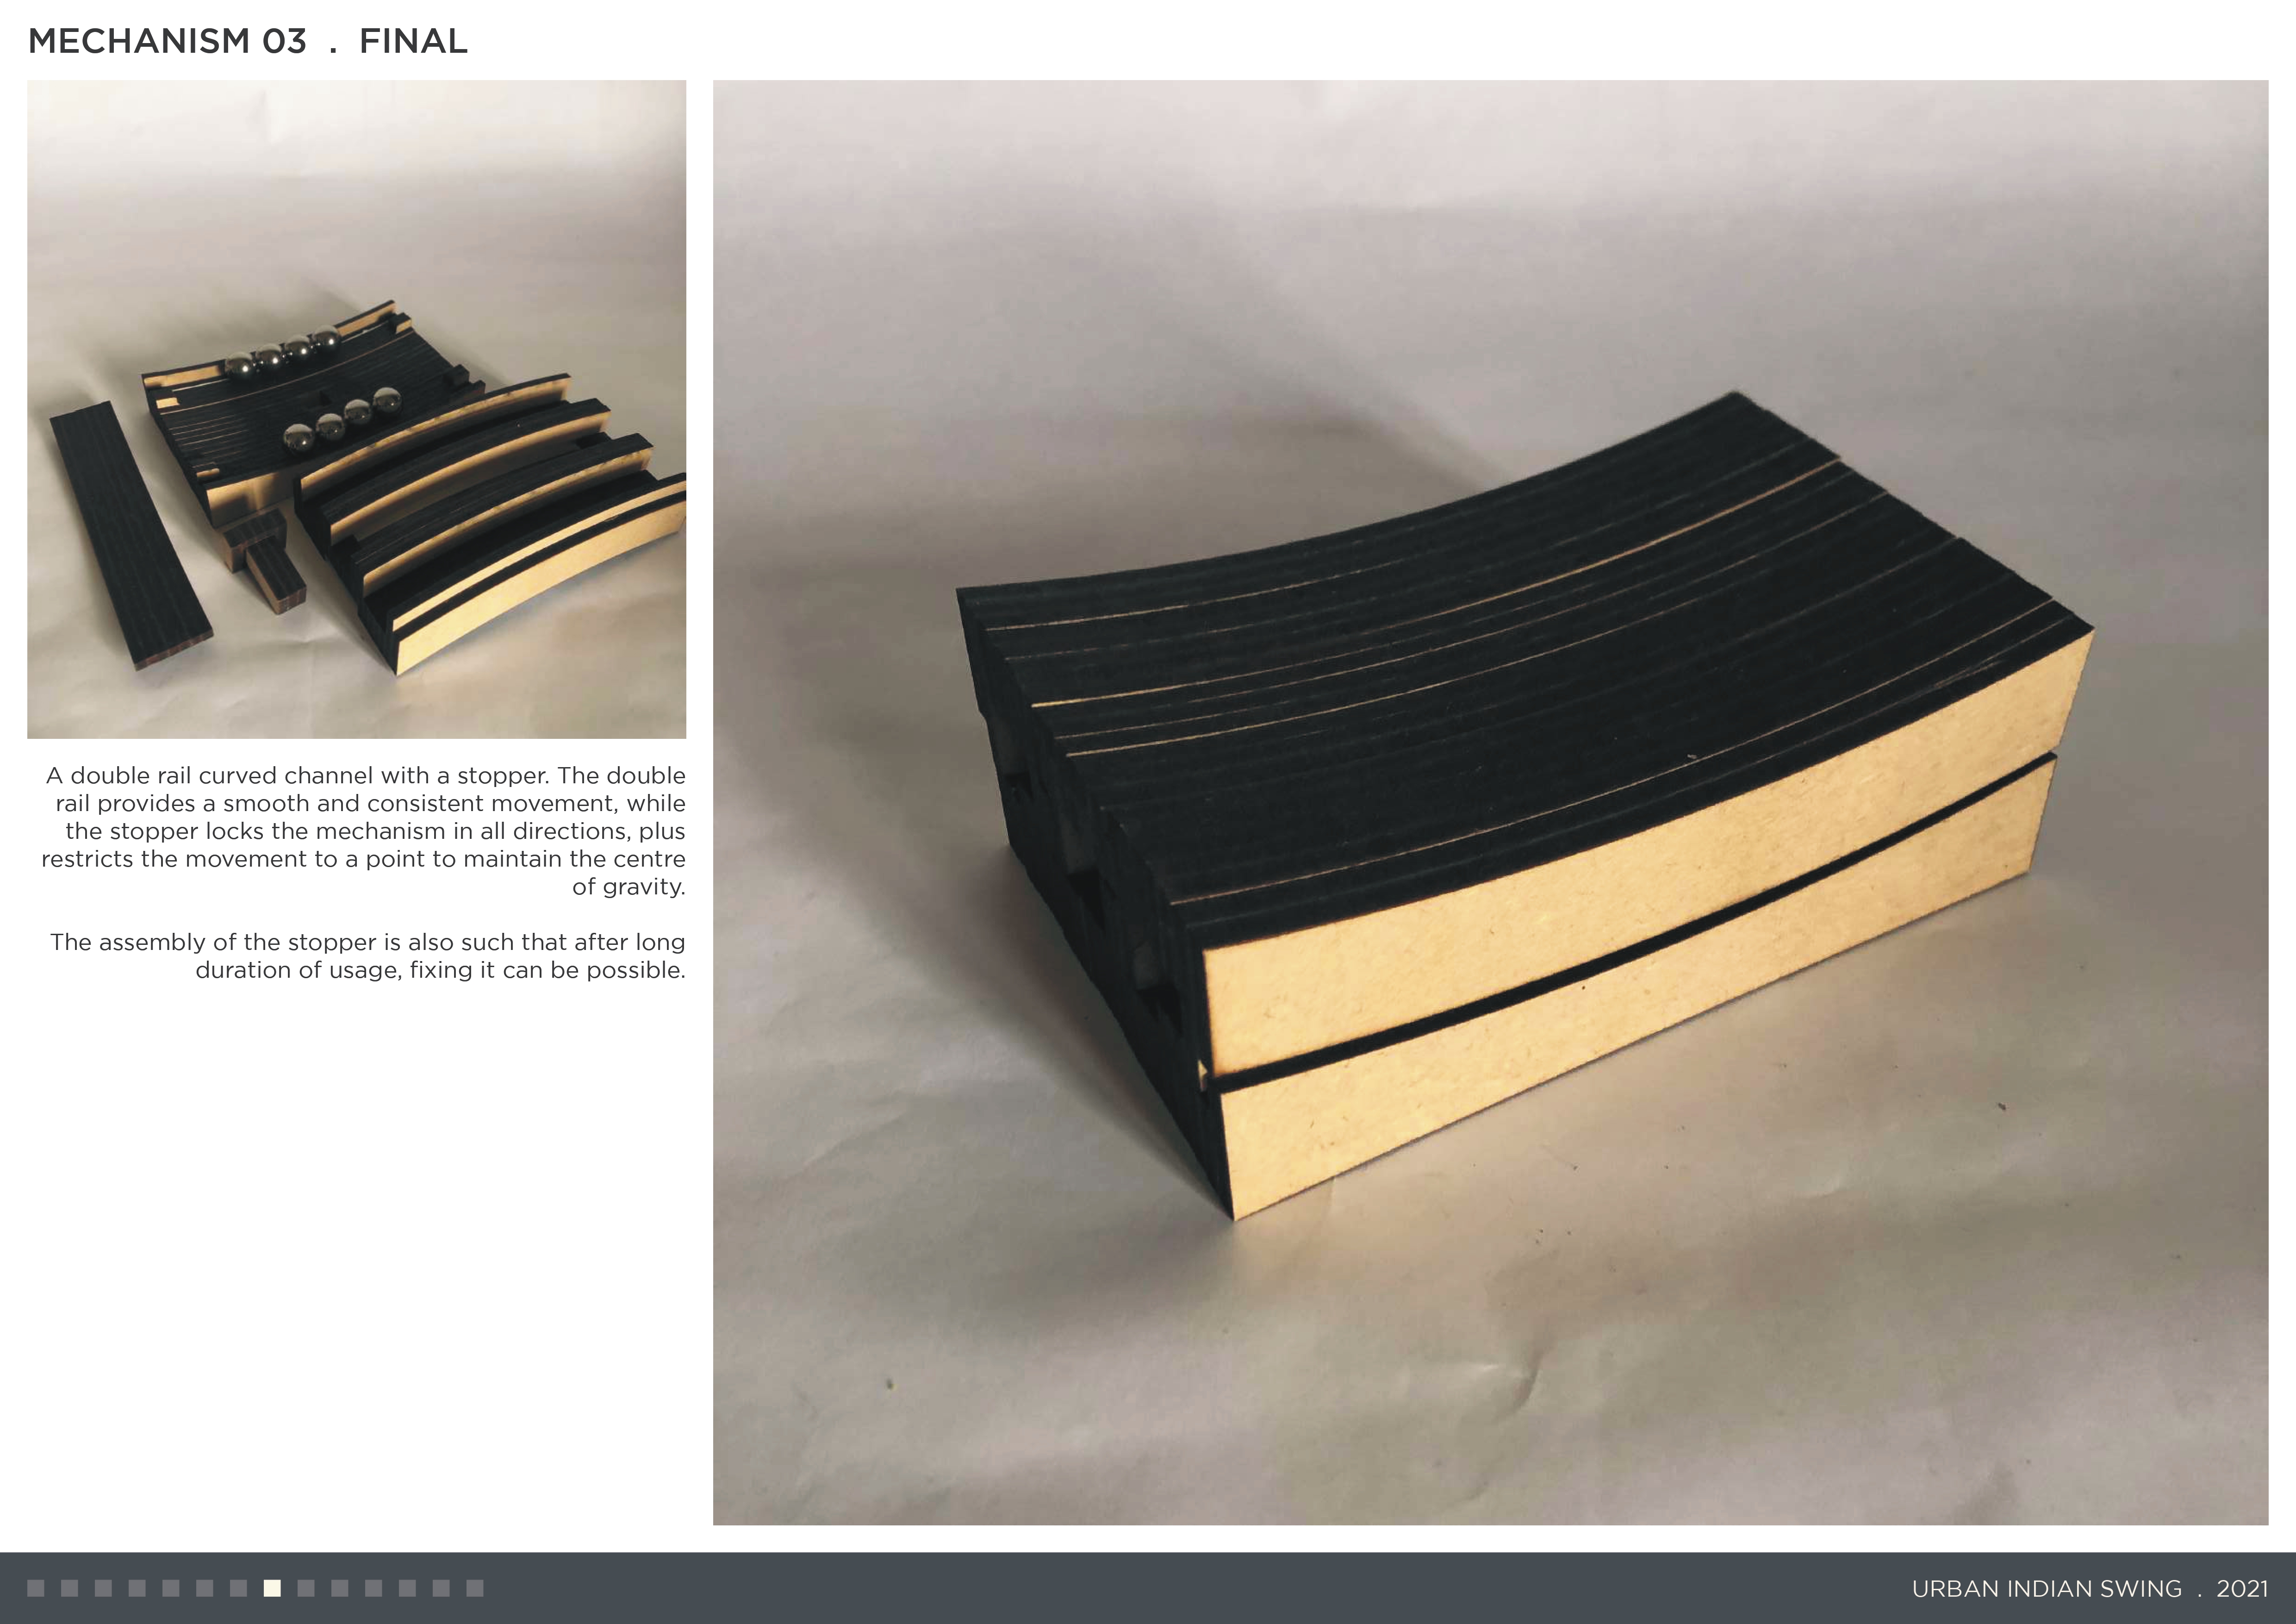 MECHANISM 03 . FINAL
A double rail curved channel with a stopper. The double
rail provides a smooth and consistent movement, while
the stopper locks the mechanism in all directions, plus
restricts the movement to a point to maintain the centre
of gravity.
The assembly of the stopper is also such that after long
duration of usage, fixing it can be possible.
URBAN INDIAN SWING . 2021